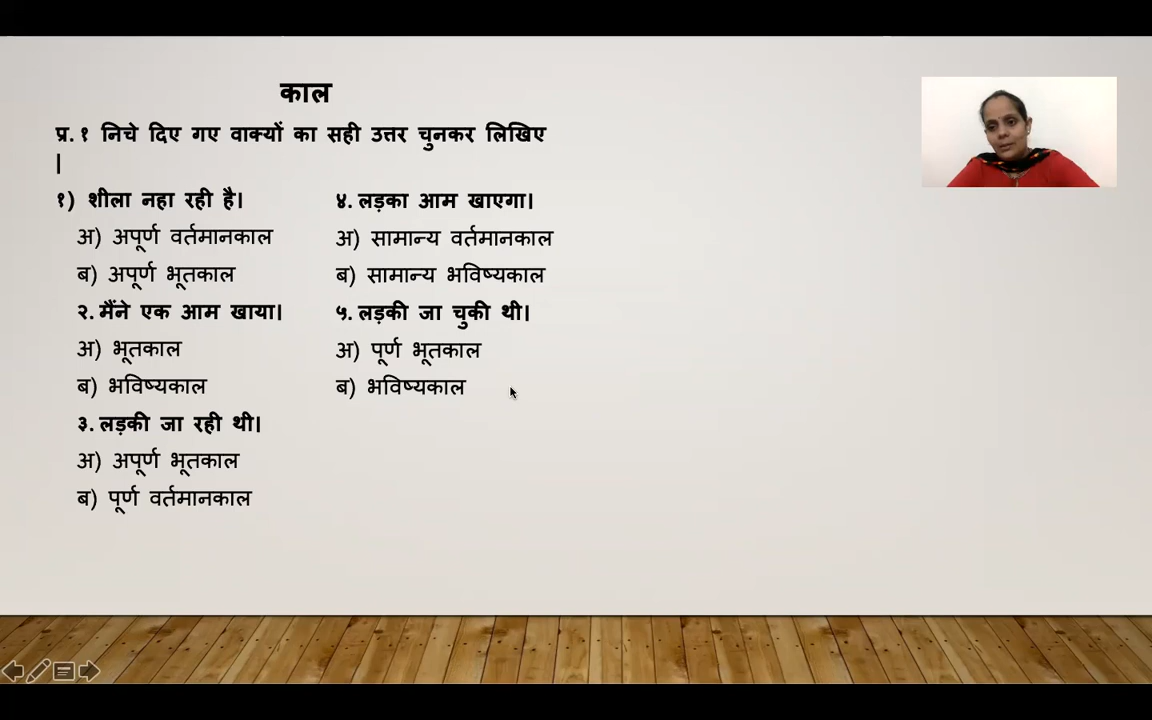 काल
प्र. १ निचे दिए गए वाक्यों का सही उत्तर चुनकर लिखिए
|
१) शीला नहा रही है।
अ) अपूर्ण वर्तमानकाल
ब) अपूर्ण भूतकाल
२. मैंने एक आम खाया।
अ) भूतकाल
ब) भविष्यकाल
३. लड़की जा रही थी।
अ) अपूर्ण भूतकाल
ब) पूर्ण वर्तमानकाल
४. लड़का आम खाएगा।
अ) सामान्य वर्तमानकाल
ब) सामान्य भविष्यकाल
५. लड़की जा चुकी थी।
अ) पूर्ण भूतकाल
ब) भविष्यकाल